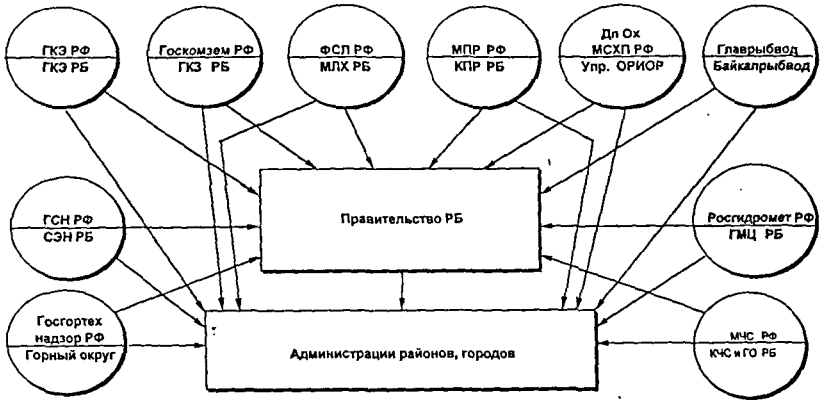 ГКЭ РФ
ГКЭ РБ
Госкомзем РФ
ГКЗ РБ
ФСЛ РФ
МЛХ РБ
МПР РФ
КПР РБ
Дп Ох
МСХП РФ
Упр. ОРИОР
Главрыбвод
Байкалрыбвод
ГСН РФ
СЭН РБ
Правительство РБ
Росгидромет РФ
ГМЦ РБ
Госгортех
надзор РФ
Горный округ
Администрации районов, городов
МЧС РФ
КЧС и ГО РБ